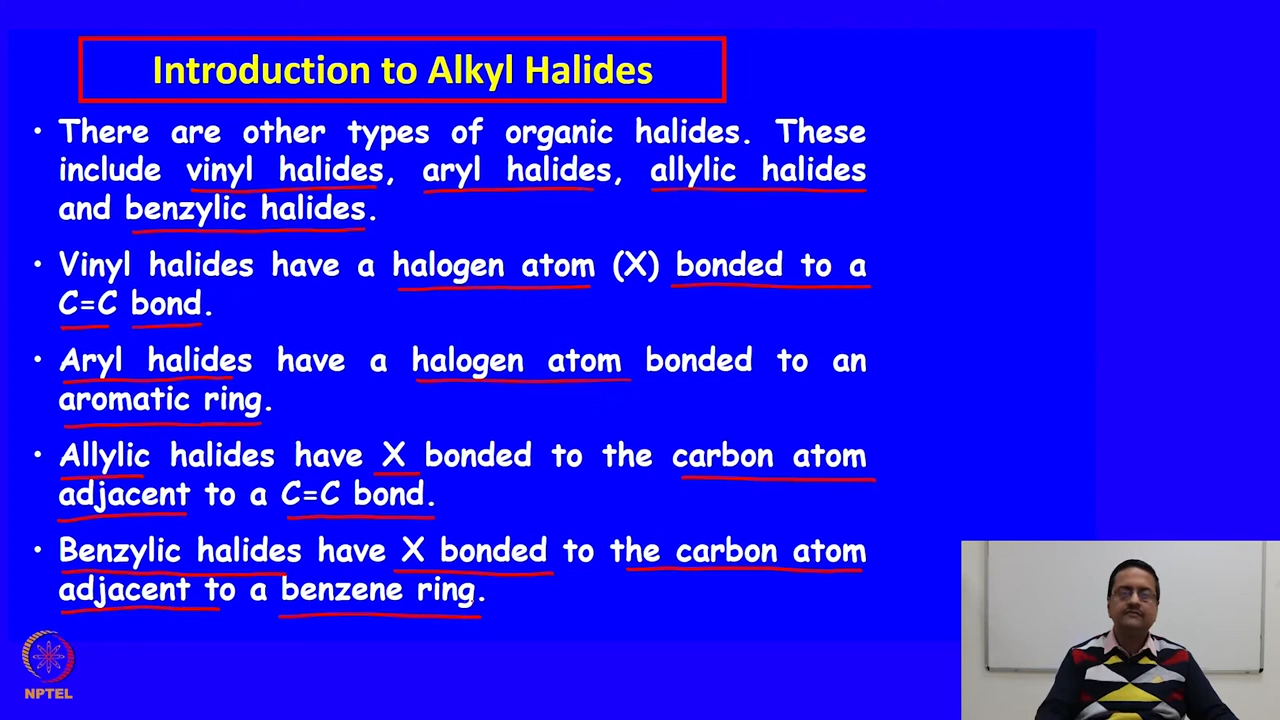 Introduction to Alkyl Halides
• There are other types of organic halides. These
include vinyl halides, aryl halides, allylic halides
and benzylic halides.
• Vinyl halides have a halogen atom (X) bonded to a
C=C bond.
• Aryl halides have a halogen atom bonded to an
aromatic ring.
• Allylic halides have X bonded to the carbon atom
adjacent to a C=C bond.
• Benzylic halides have X bonded to the carbon atom
adjacent to a benzene ring.
NPTEL